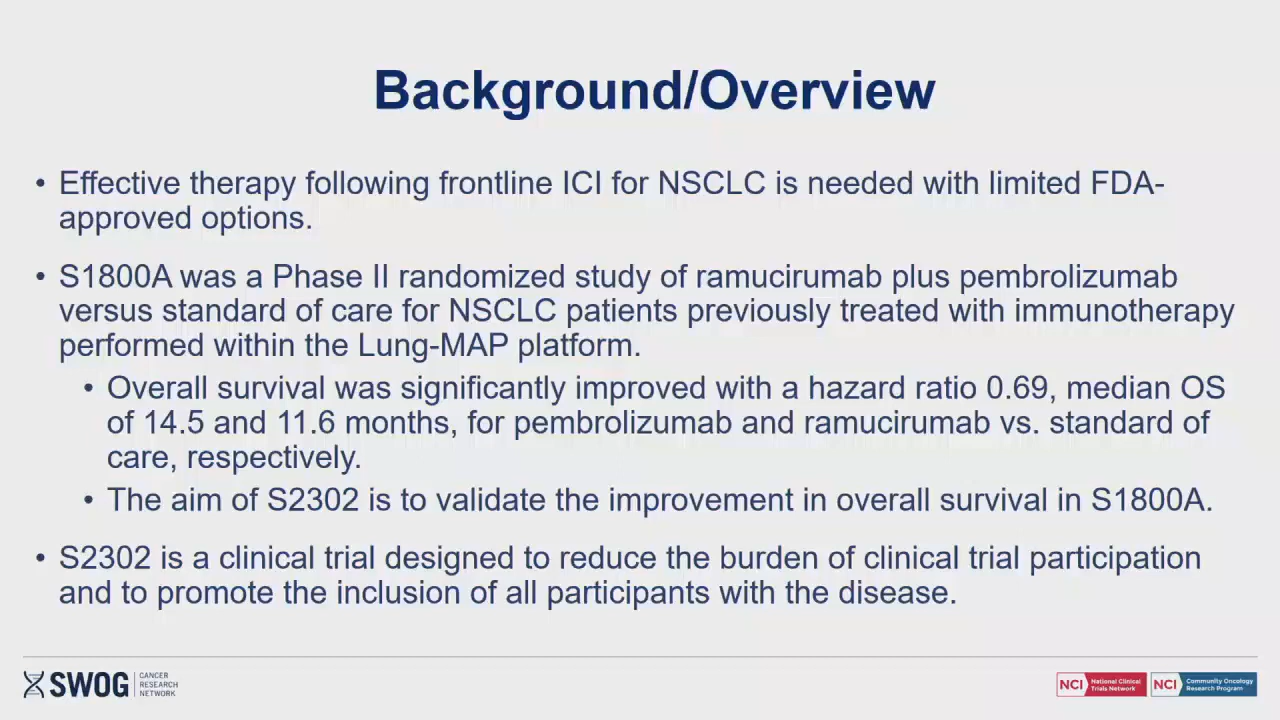 Background/Overview
• Effective therapy following frontline ICI for NSCLC is needed with limited FDA-
approved options.
• S1800A was a Phase II randomized study of ramucirumab plus pembrolizumab
versus standard of care for NSCLC patients previously treated with immunotherapy
performed within the Lung-MAP platform.
• Overall survival was significantly improved with a hazard ratio 0.69, median OS
of 14.5 and 11.6 months, for pembrolizumab and ramucirumab vs. standard of
care, respectively.
• The aim of S2302 is to validate the improvement in overall survival in S1800A.
• S2302 is a clinical trial designed to reduce the burden of clinical trial participation
and to promote the inclusion of all participants with the disease.
SWOG
CANCER
RESEARCH
NETWORK
NCI
National Clinical
Trials Network
NCI
Community Oncology
Research Program